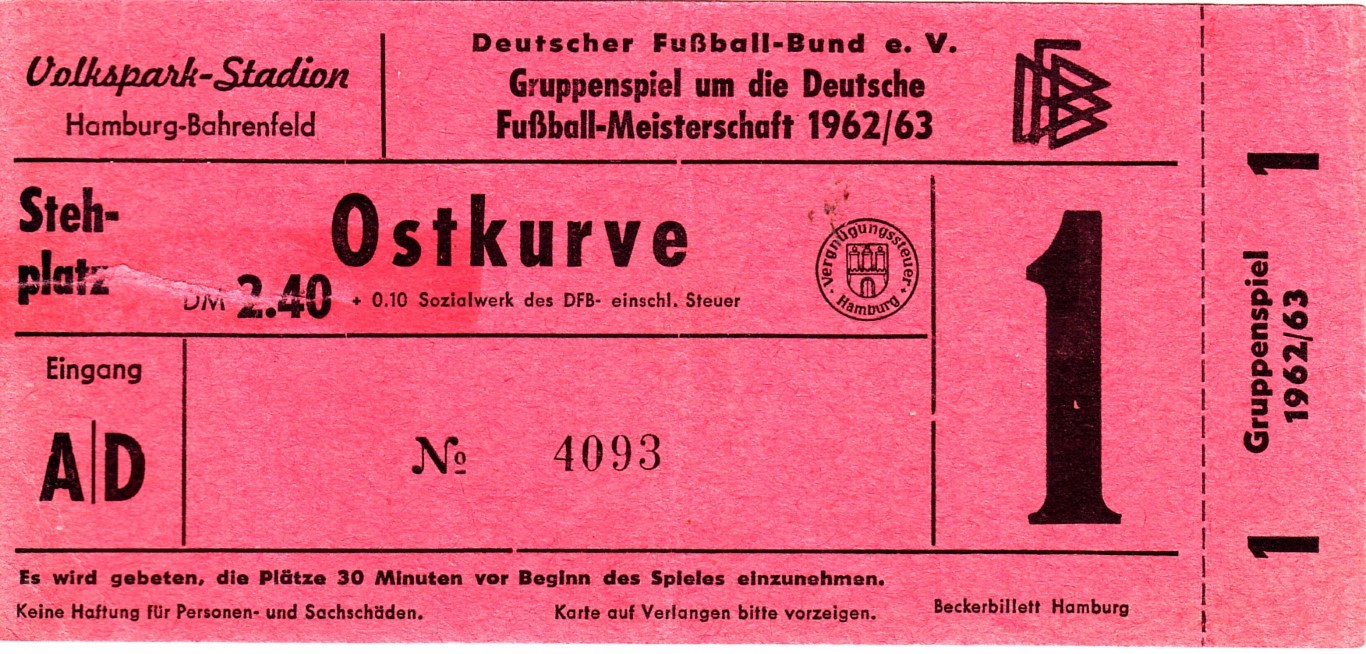 Volkspark-Stadion
Hamburg-Bahrenfeld
Deutscher Fußball-Bund e. V.
Gruppenspiel um die Deutsche
Fußball-Meisterschaft 1962/63
Steh-
platz
Ostkurve
DM 2.40 + 0.10 Sozialwerk des DFB- einschl. Steuer
Vergnügungssteuer
Hamburg
1
Eingang
A|D
№ 4093
Es wird gebeten, die Plätze 30 Minuten vor Beginn des Spieles einzunehmen.
Keine Haftung für Personen- und Sachschäden.
Karte auf Verlangen bitte vorzeigen.
Beckerbillett Hamburg
1
Gruppenspiel
1962/63
1